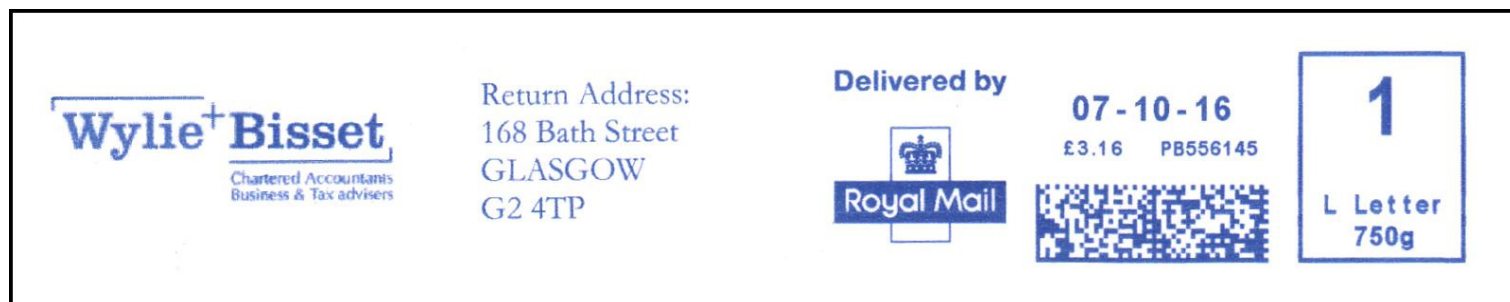 Wylie+Bisset
Chartered Accountants
Business & Tax advisers
Return Address:
168 Bath Street
GLASGOW
G2 4TP
Delivered by
Royal Mail
07-10-16
£3.16 PB556145
1
L Letter
750g